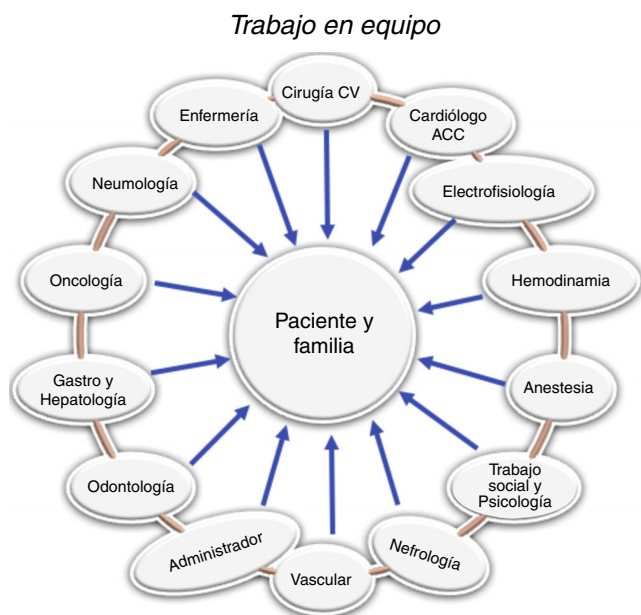 Trabajo en equipo
Cirugía CV
Cardiólogo
ACC
Electrofisiología
Hemodinamia
Anestesia
Trabajo
social y
Psicología
Nefrología
Vascular
Administrador
Odontología
Gastro y
Hepatología
Oncología
Neumología
Enfermería
Paciente y
familia